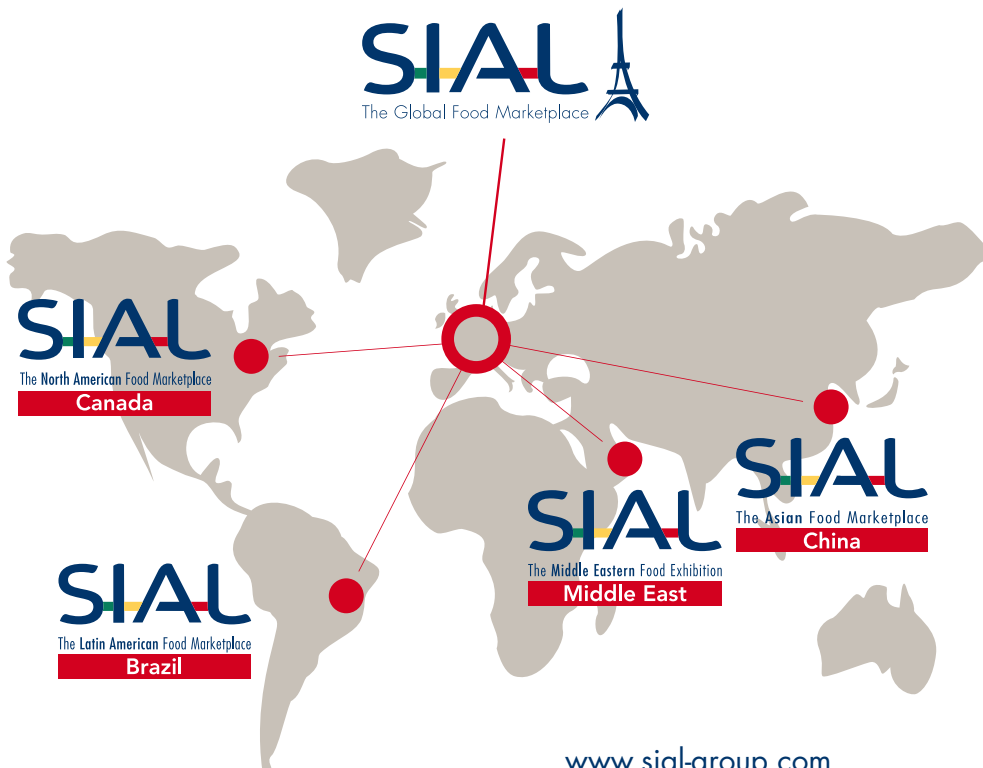 SIAL
The Global Food Marketplace
SIAL
The North American Food Marketplace
Canada
SIAL
The Asian Food Marketplace
China
SIAL
The Middle Eastern Food Exhibition
Middle East
SIAL
The Latin American Food Marketplace
Brazil
www.sial-group.com